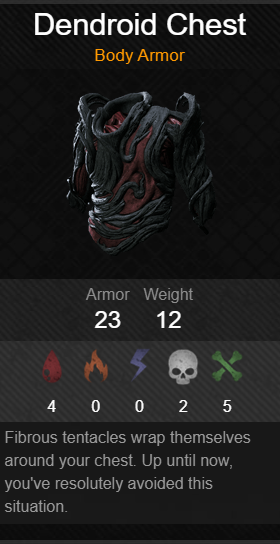 Dendroid Chest
Body Armor
Armor Weight
23 12
4 0 0 2 5
Fibrous tentacles wrap themselves
around your chest. Up until now,
you've resolutely avoided this
situation.